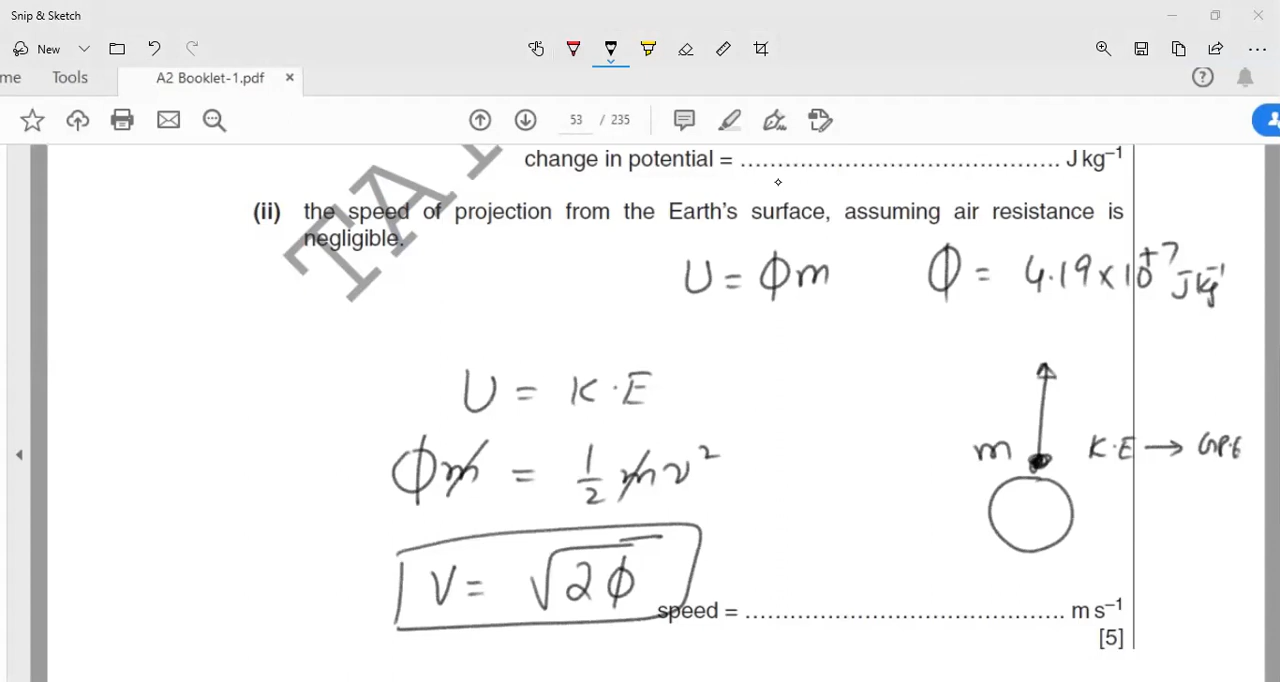 Snip & Sketch
New
me Tools A2 Booklet-1.pdf
53 / 235
change in potential = ........................................... J kg⁻¹
(ii) the speed of projection from the Earth's surface, assuming air resistance is
negligible.
U = ϕm ϕ = 4.19 × 10⁺⁷ J kg⁻¹
U = K.E
ϕm = 1/2 mv²
m K.E → GP.E
V = √2ϕ
speed = ........................................... m s⁻¹
[5]